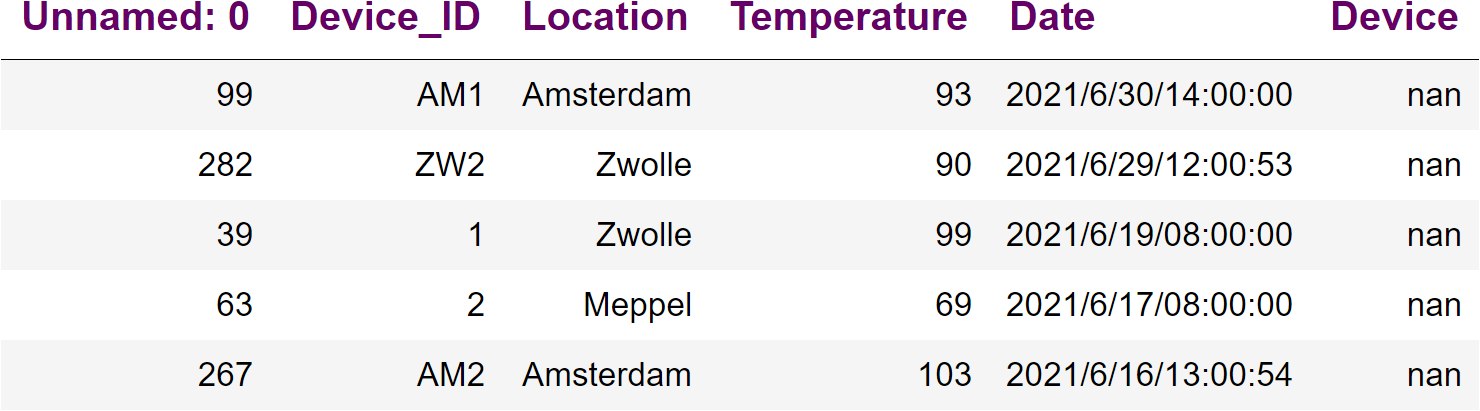 Unnamed: 0 Device_ID Location Temperature Date Device
99 AM1 Amsterdam 93 2021/6/30/14:00:00 nan
282 ZW2 Zwolle 90 2021/6/29/12:00:53 nan
39 1 Zwolle 99 2021/6/19/08:00:00 nan
63 2 Meppel 69 2021/6/17/08:00:00 nan
267 AM2 Amsterdam 103 2021/6/16/13:00:54 nan